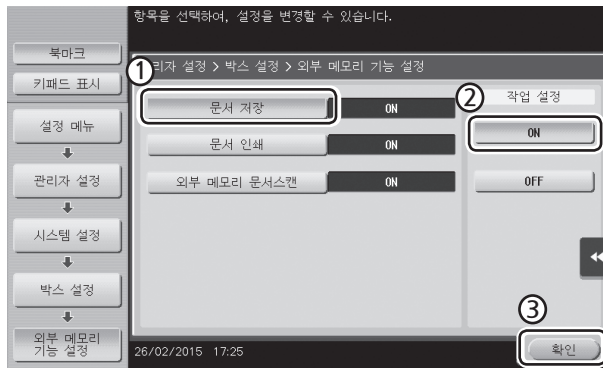 항목을 선택하여, 설정을 변경할 수 있습니다.
북마크
키패드 표시
설정 메뉴
관리자 설정
시스템 설정
박스 설정
외부 메모리
기능 설정
①
리자 설정 > 박스 설정 > 외부 메모리 기능 설정
문서 저장 ON
문서 인쇄 ON
외부 메모리 문서스캔 ON
②
작업 설정
ON
OFF
③
26/02/2015 17:25
확인